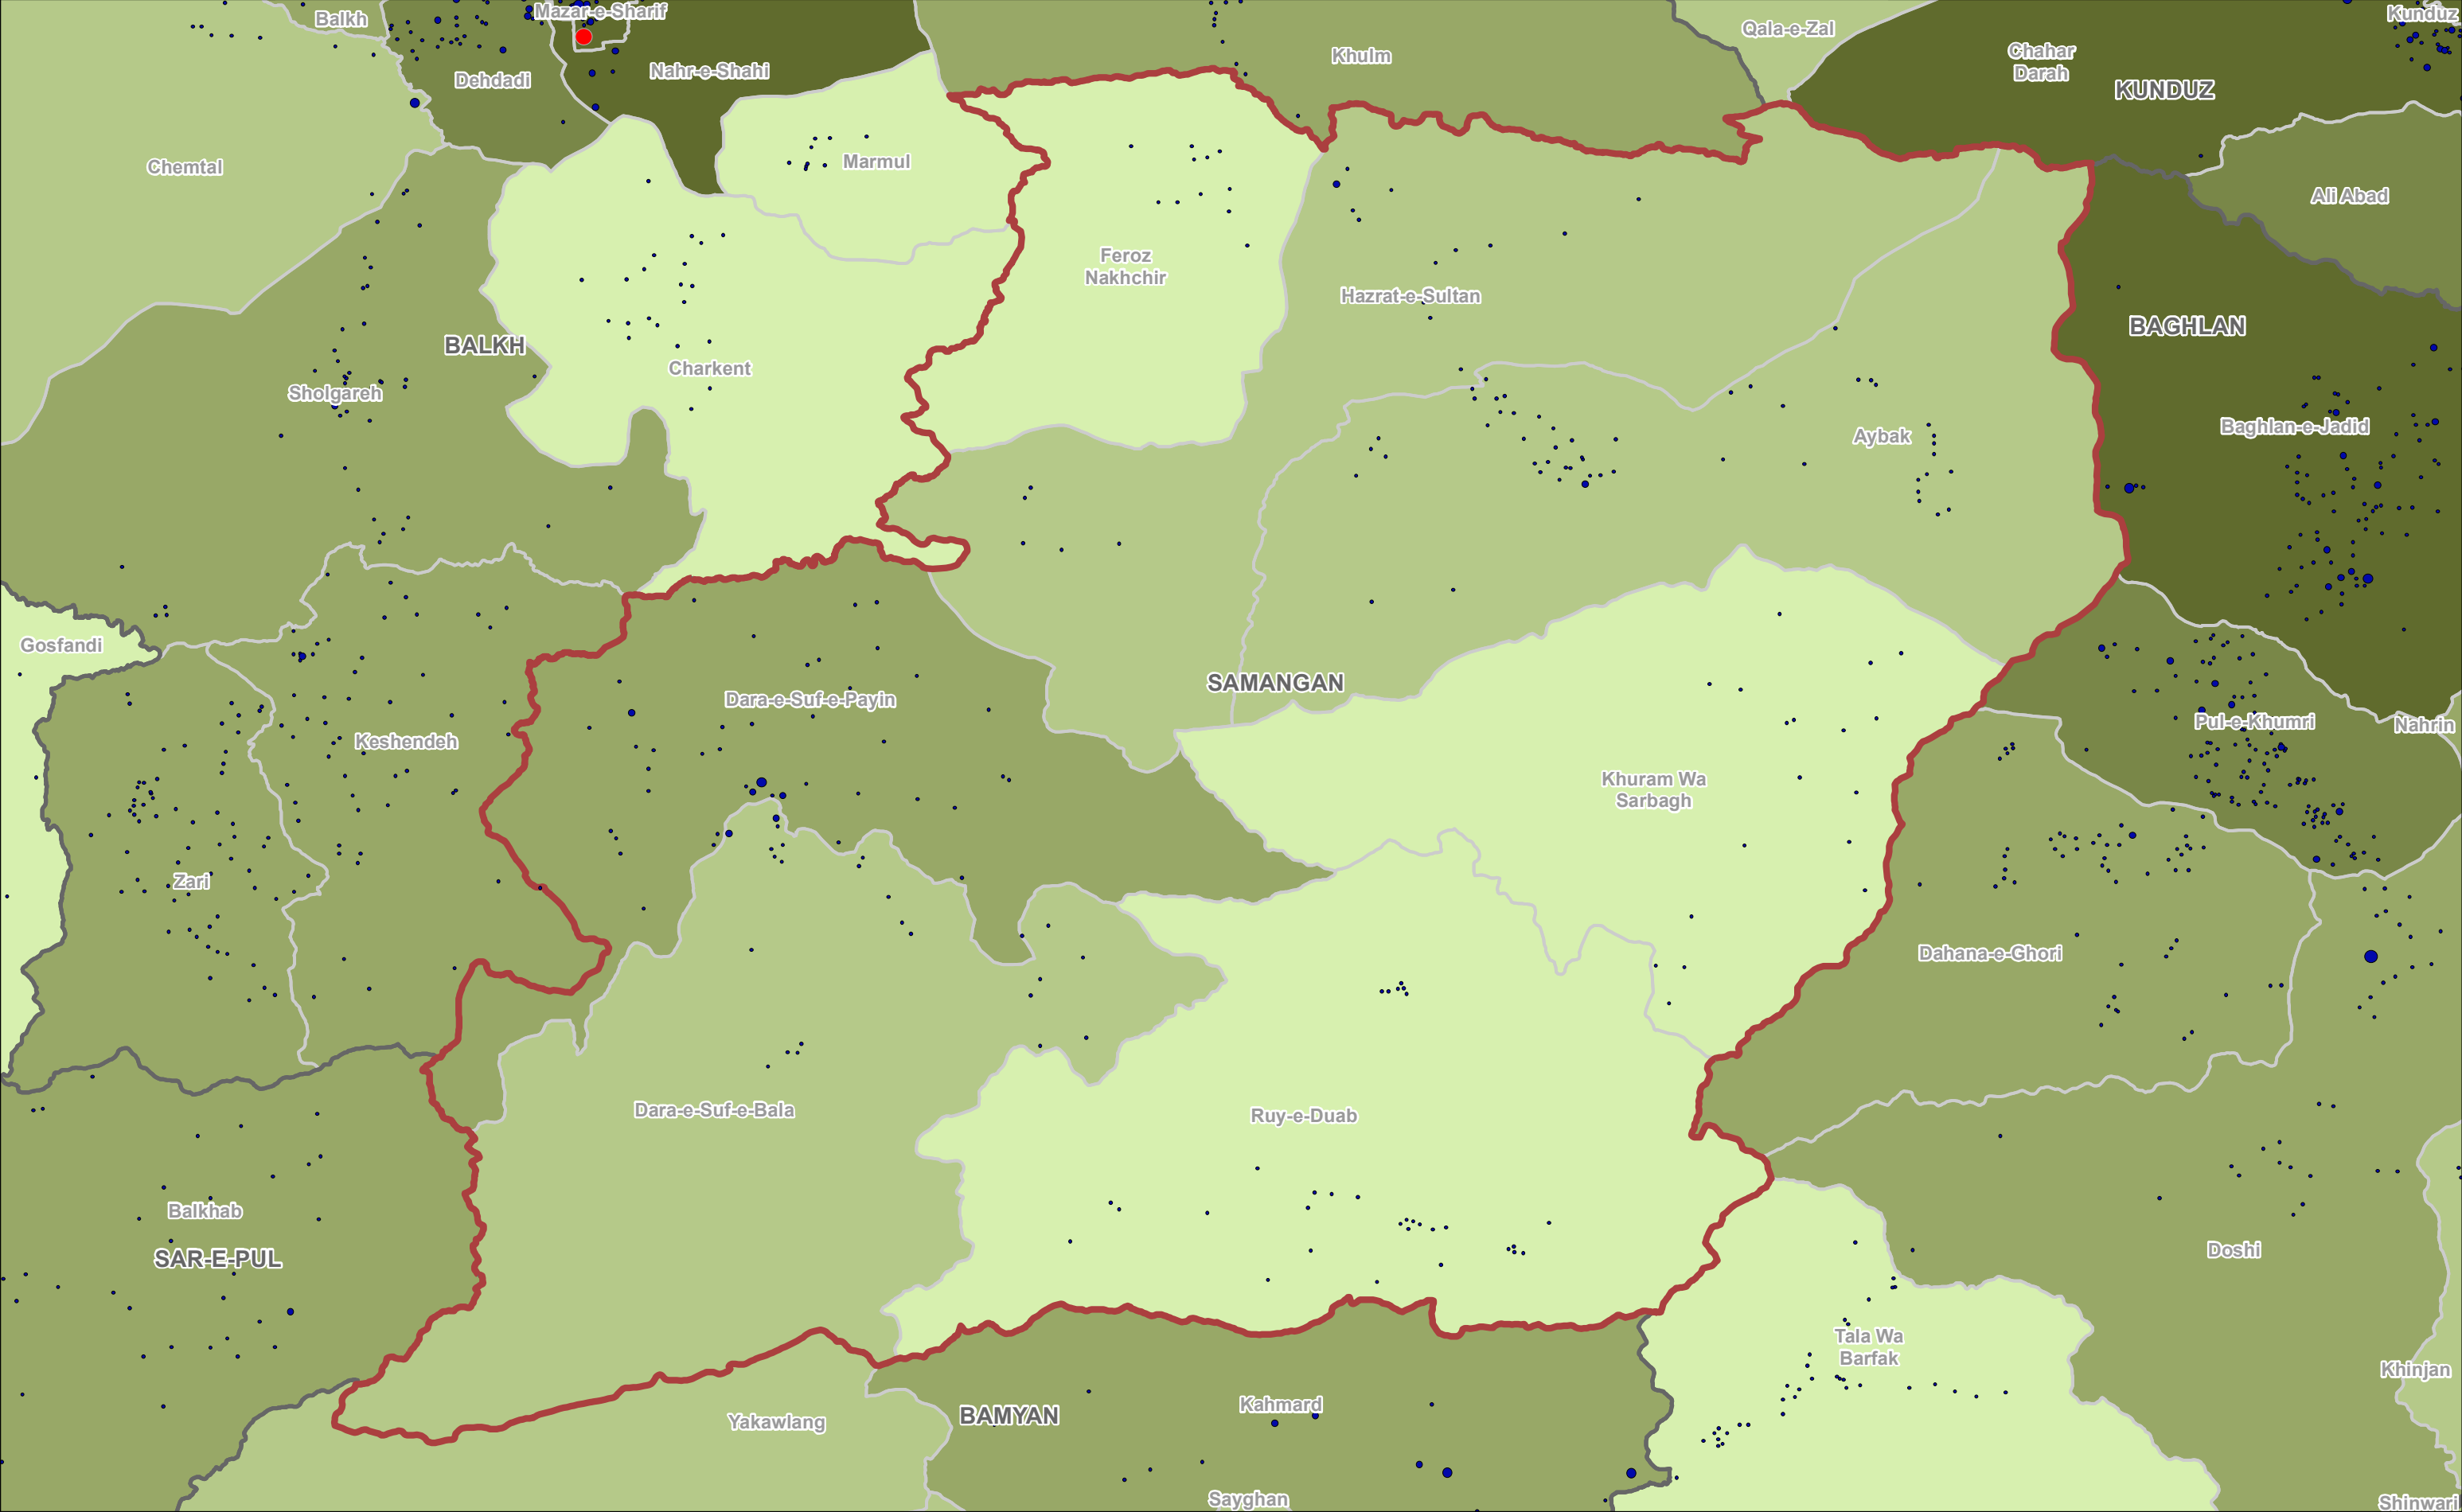 Balkh
Mazar-e-Sharif
Khulm
Qala-e-Zal
Kunduz
Dehdadi
Nahr-e-Shahi
Chahar
Darah
KUNDUZ
Chemtal
Marmul
Ali Abad
Feroz
Nakhchir
Hazrat-e-Sultan
BAGHLAN
BALKH
Charkent
Sholgareh
Aybak
Baghlan-e-Jadid
Gosfandi
SAMANGAN
Dara-e-Suf-e-Payin
Pul-e-Khumri
Nahrin
Keshendeh
Khuram Wa
Sarbagh
Zari
Dahana-e-Ghori
Dara-e-Suf-e-Bala
Ruy-e-Duab
Balkhab
SAR-E-PUL
Doshi
Tala Wa
Barfak
Khinjan
Kahmard
BAMYAN
Yakawlang
Sayghan
Shinwari